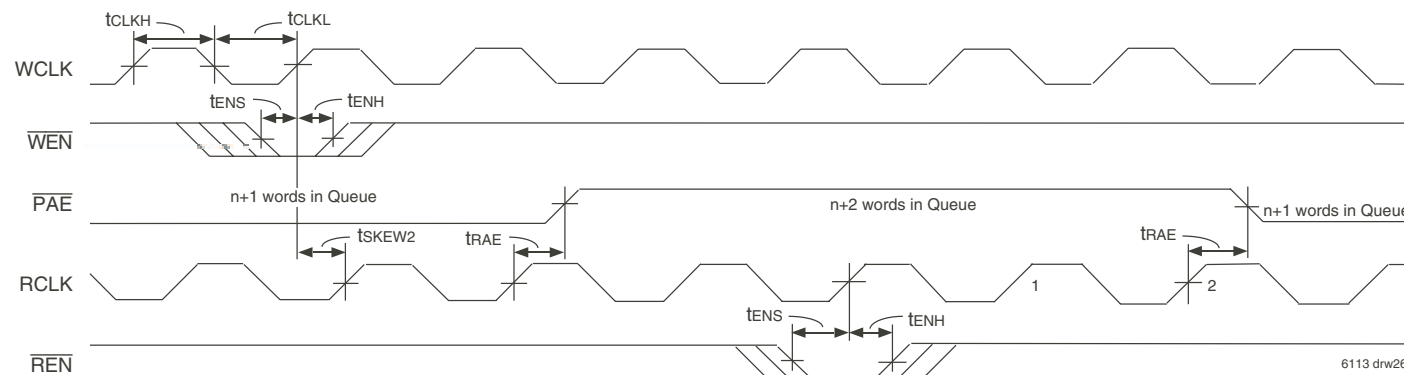 tCLKH tCLKL
WCLK
tENS tENH
WEN
n+1 words in Queue
PAE
n+2 words in Queue
n+1 words in Queue
tSKEW2 tRAE tRAE
RCLK
1 2
tENS tENH
REN
6113 drw26